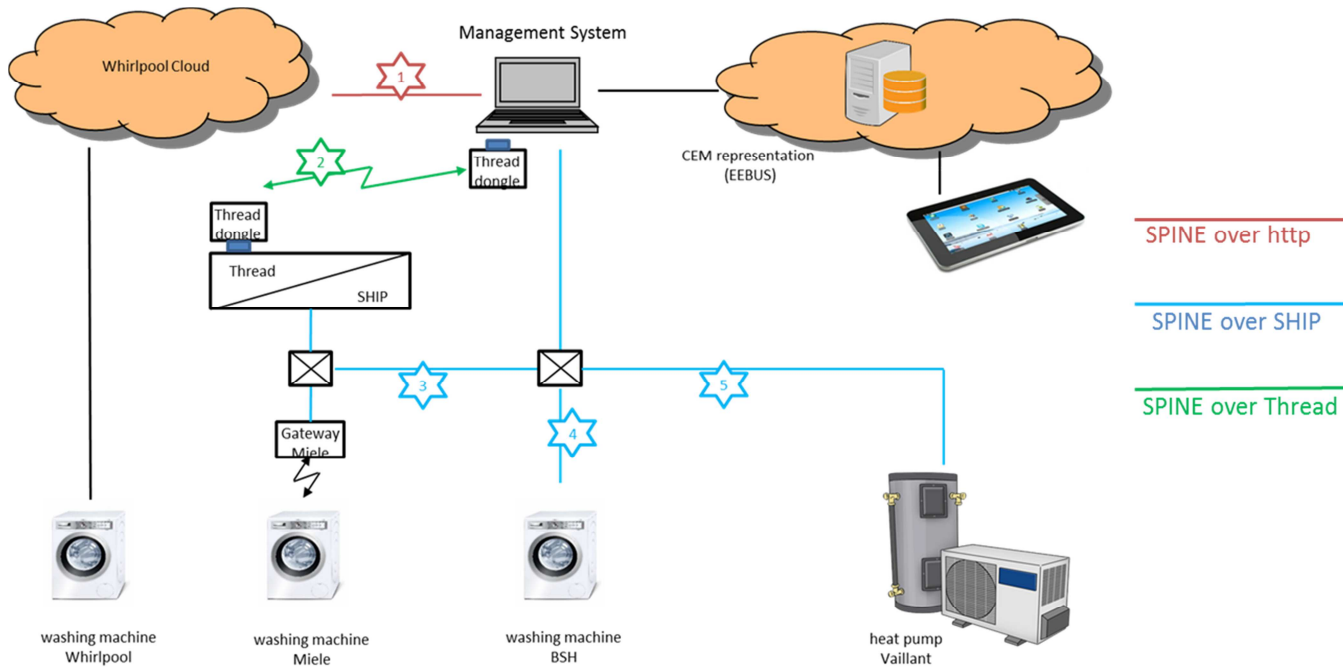 Management System
Whirlpool Cloud
1
CEM representation
(EEBUS)
2
Thread
dongle
Thread
dongle
Thread
SHIP
SPINE over http
SPINE over SHIP
SPINE over Thread
3
5
4
Gateway
Miele
washing machine
Whirlpool
washing machine
Miele
washing machine
BSH
heat pump
Vaillant